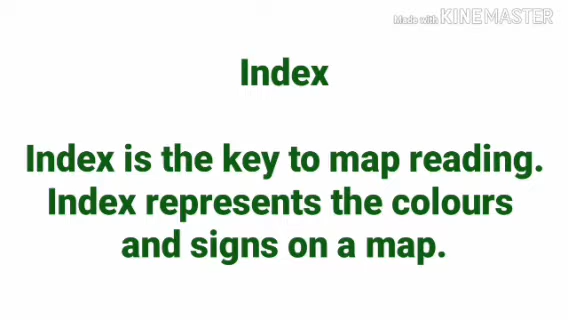 Made with KINEMASTER
Index
Index is the key to map reading.
Index represents the colours
and signs on a map.